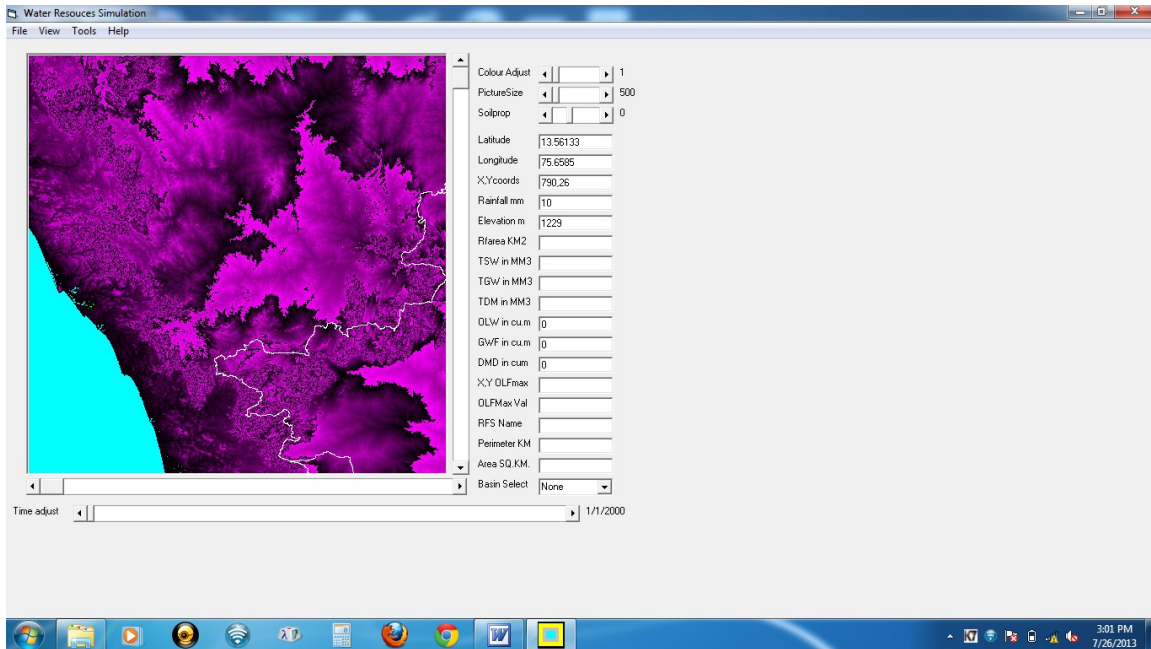 Water Resouces Simulation
File View Tools Help
Colour Adjust 1
PictureSize 500
Soilprop 0
Latitude 13.56133
Longitude 75.6585
X,Ycoords 790,26
Rainfall mm 10
Elevation m 1229
Rfarea KM2
TSW in MM3
TGW in MM3
TDM in MM3
OLW in cu.m 0
GWF in cu.m 0
DMD in cum 0
X,Y OLFmax
OLFMax Val
RFS Name
Perimeter KM
Area SQ.KM.
Basin Select None
Time adjust 1/1/2000
3:01 PM
7/26/2013